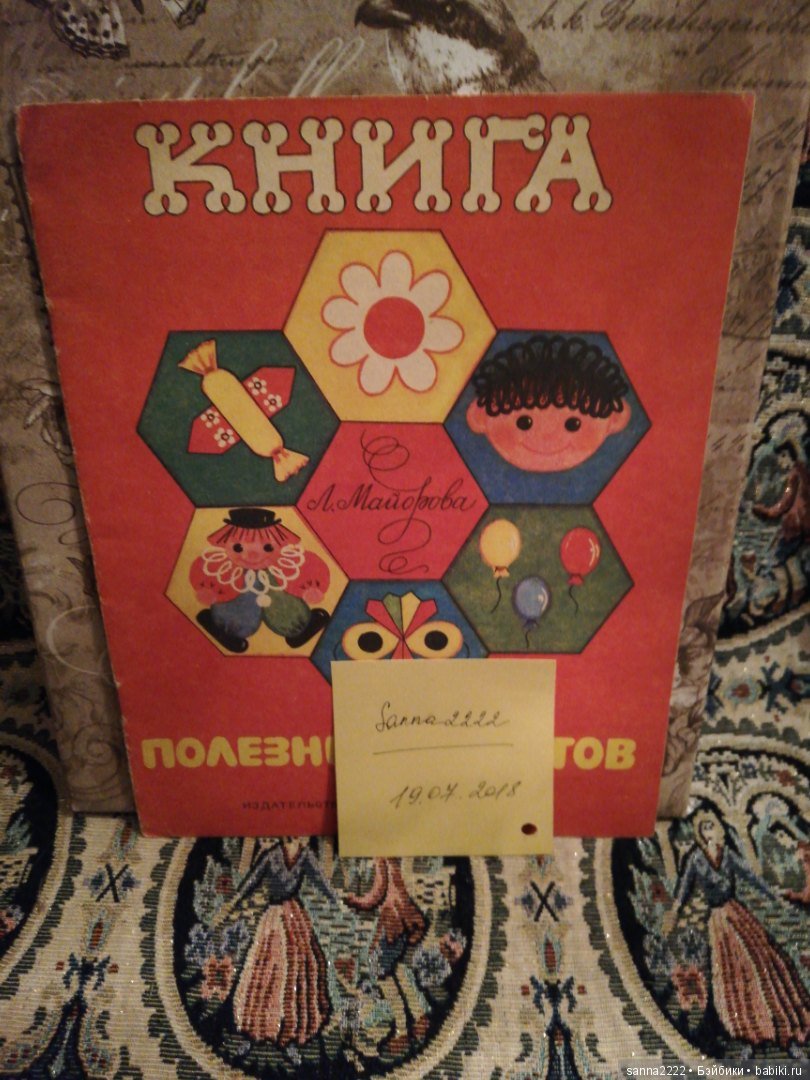 КНИГА
Л. Майорова
Sanna2222
19.07.2018
ПОЛЕЗН ТОВ
sanna2222 • Бэйбики • babiki.ru